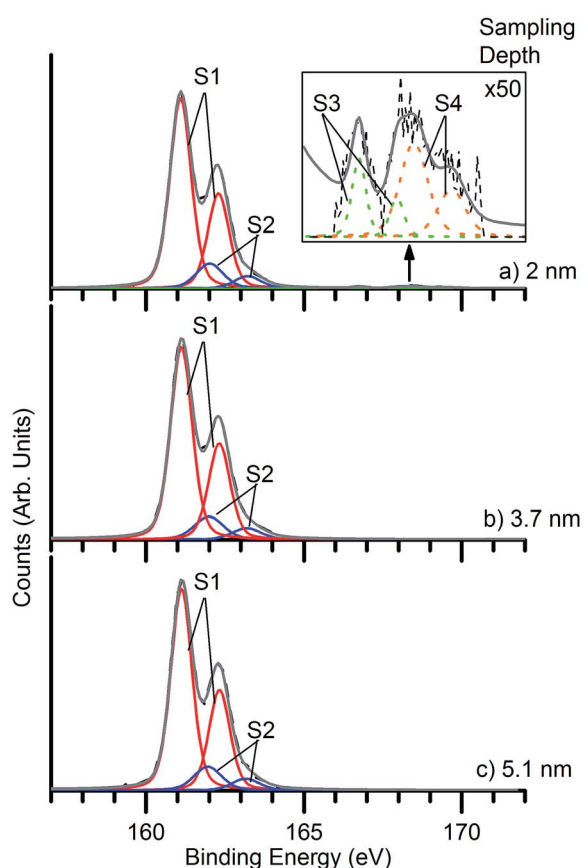 Sampling
Depth
x50
S1
S3
S4
S2
a) 2 nm
S1
S2
b) 3.7 nm
S1
S2
c) 5.1 nm
Counts (Arb. Units)
160
165
170
Binding Energy (eV)